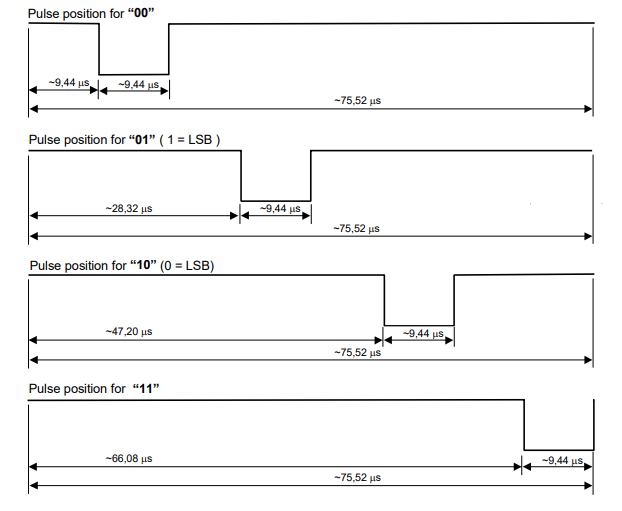 Pulse position for “00”
~9,44 μs
~9,44 μs
~75,52 μs
Pulse position for “01” ( 1 = LSB )
~28,32 μs
~9,44 μs
~75,52 μs
Pulse position for “10” (0 = LSB)
~47,20 μs
~9,44 μs
~75,52 μs
Pulse position for “11”
~66,08 μs
~9,44 μs
~75,52 μs